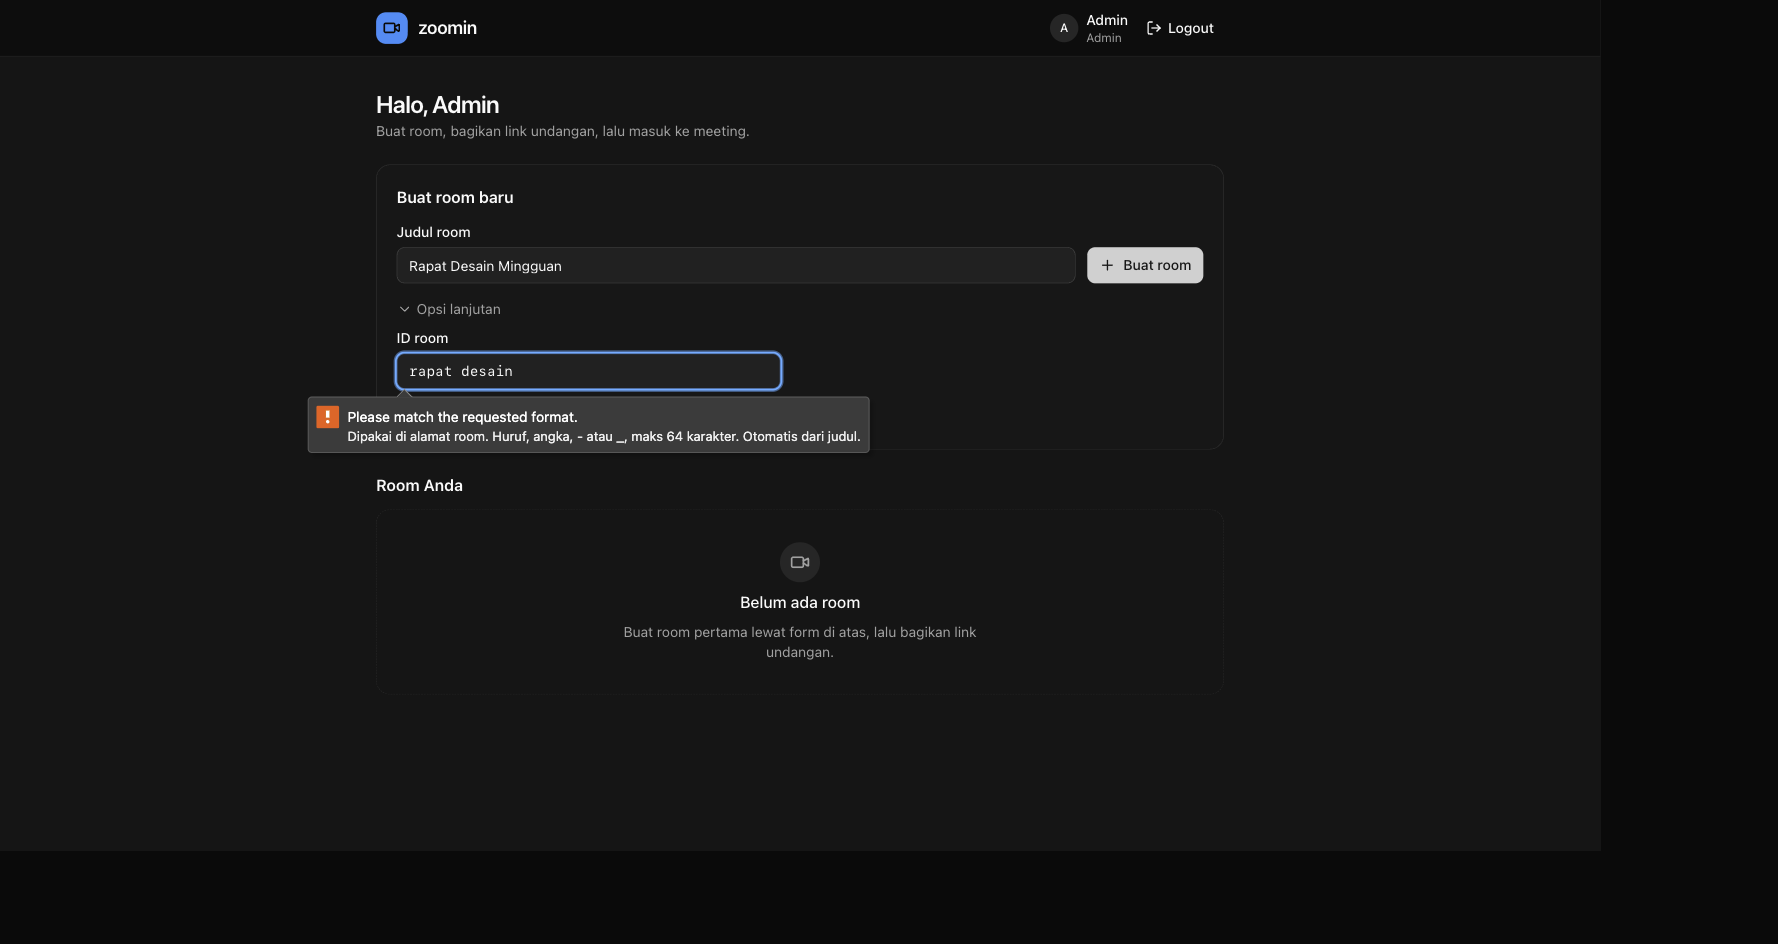 zoomin
A
Admin
Admin
Logout
Halo, Admin
Buat room, bagikan link undangan, lalu masuk ke meeting.
Buat room baru
Judul room
Rapat Desain Mingguan
Buat room
Opsi lanjutan
ID room
rapat desain
Please match the requested format.
Dipakai di alamat room. Huruf, angka, - atau _, maks 64 karakter. Otomatis dari judul.
Room Anda
Belum ada room
Buat room pertama lewat form di atas, lalu bagikan link
undangan.